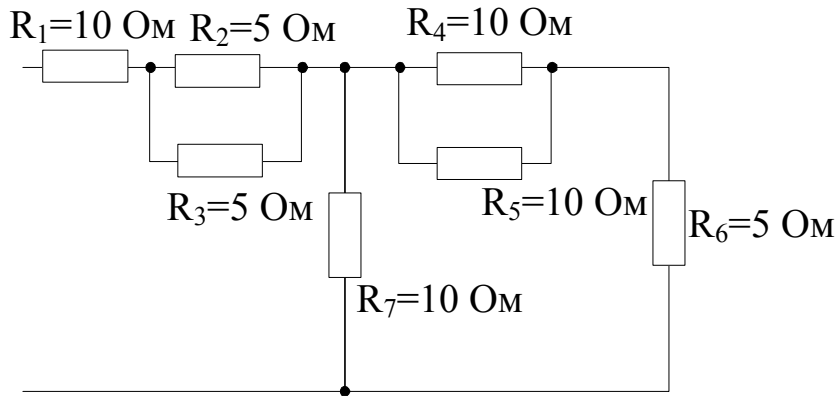 R₁=10 Ом
R₂=5 Ом
R₄=10 Ом
R₃=5 Ом
R₅=10 Ом
R₆=5 Ом
R₇=10 Ом